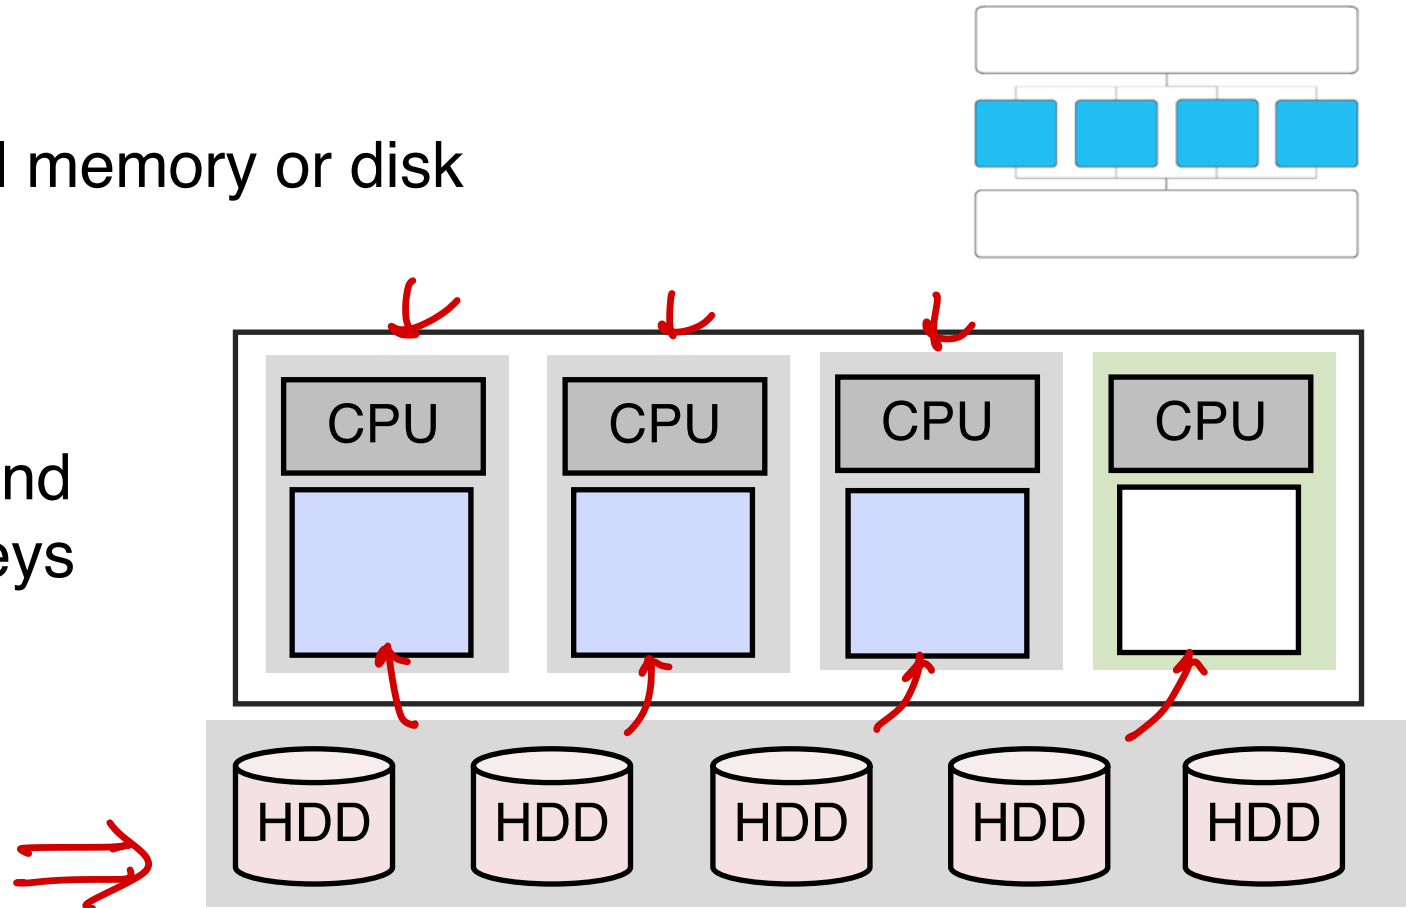 memory or disk
CPU CPU CPU CPU
nd
eys
HDD HDD HDD HDD HDD